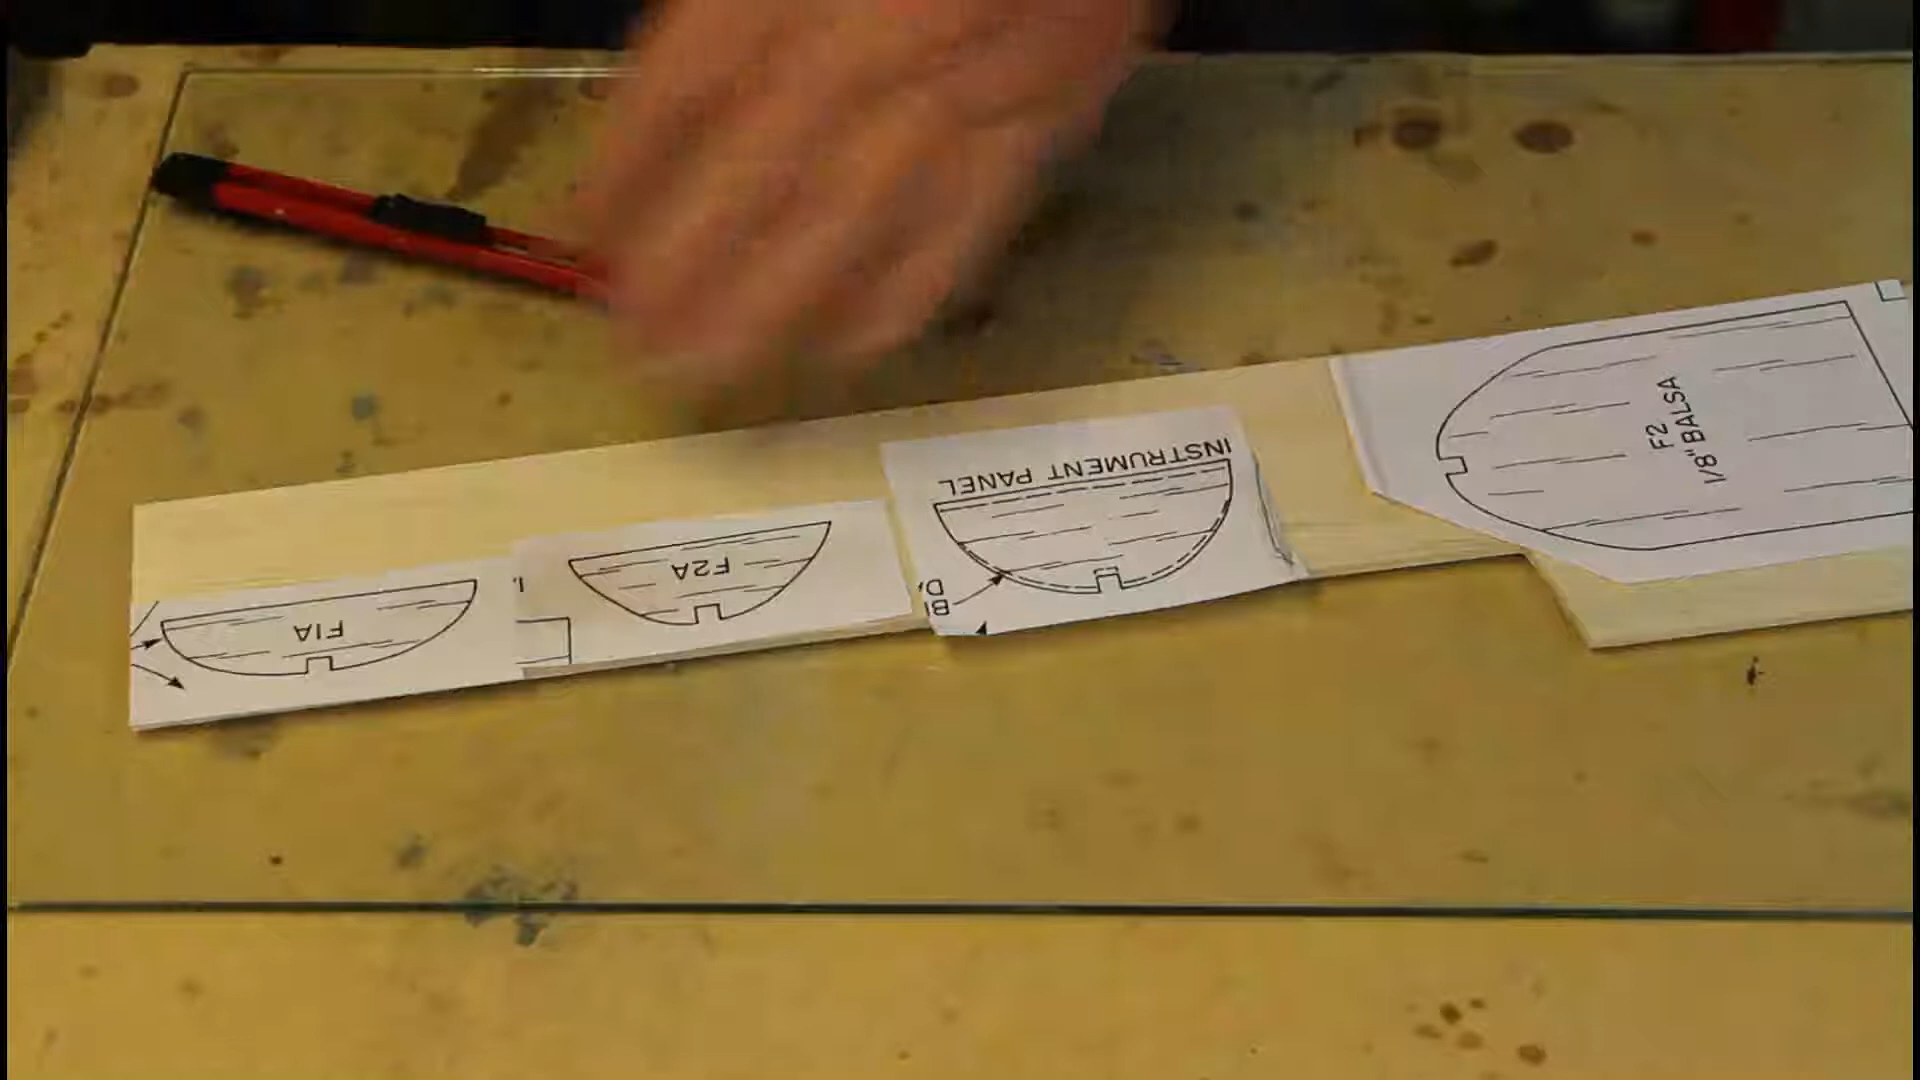 F1A
F2A
INSTRUMENT PANEL
F2
1/8" BALSA